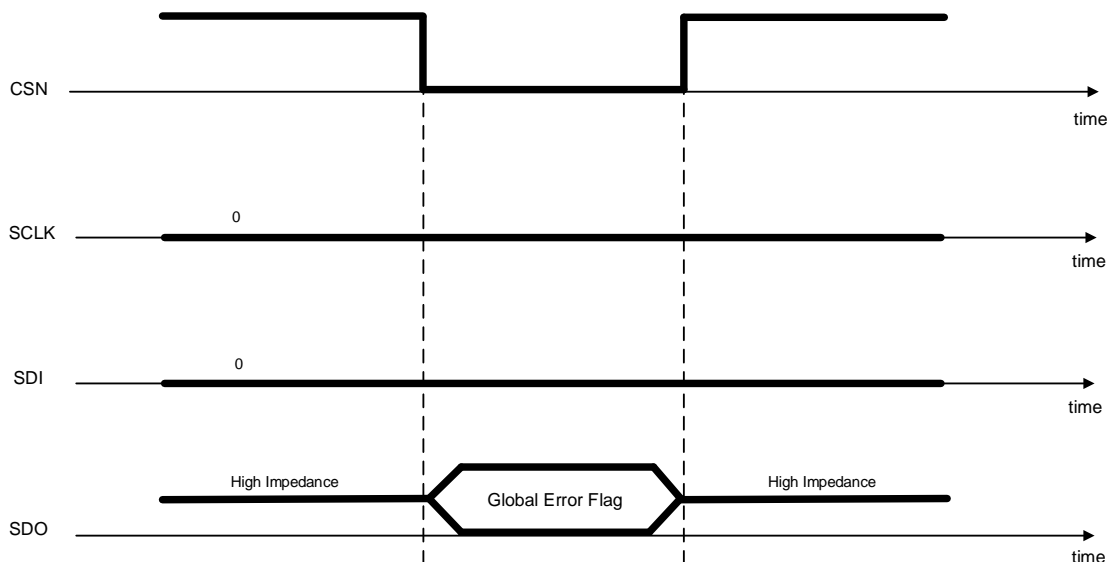 CSN
time
0
SCLK
time
0
SDI
time
High Impedance
Global Error Flag
High Impedance
SDO
time